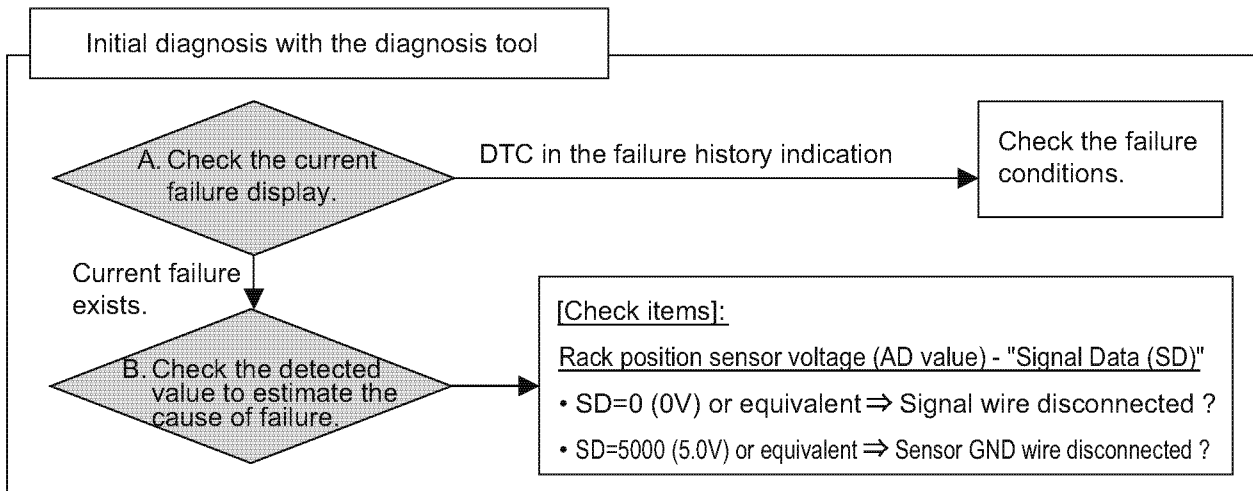 Initial diagnosis with the diagnosis tool
A. Check the current
failure display.
DTC in the failure history indication
Check the failure
conditions.
Current failure
exists.
B. Check the detected
value to estimate the
cause of failure.
[Check items]:
Rack position sensor voltage (AD value) - "Signal Data (SD)"
• SD=0 (0V) or equivalent ⇒ Signal wire disconnected ?
• SD=5000 (5.0V) or equivalent ⇒ Sensor GND wire disconnected ?